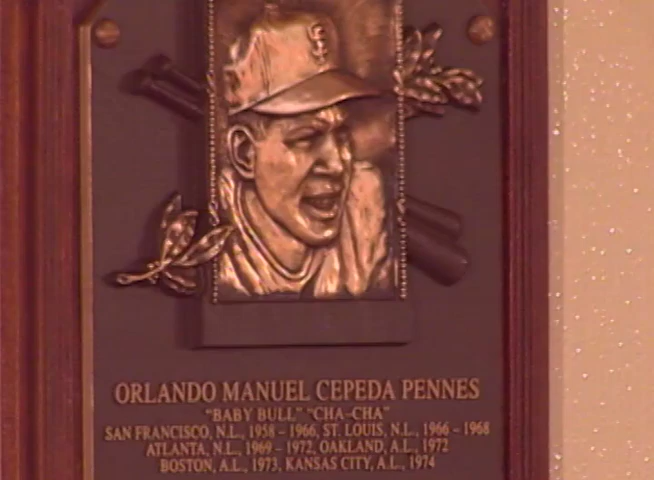 SF
ORLANDO MANUEL CEPEDA PENNES
"BABY BULL" "CHA-CHA"
SAN FRANCISCO, N.L., 1958 – 1966, ST. LOUIS, N.L., 1966 – 1968
ATLANTA, N.L., 1969 – 1972, OAKLAND, A.L., 1972
BOSTON, A.L., 1973, KANSAS CITY, A.L., 1974